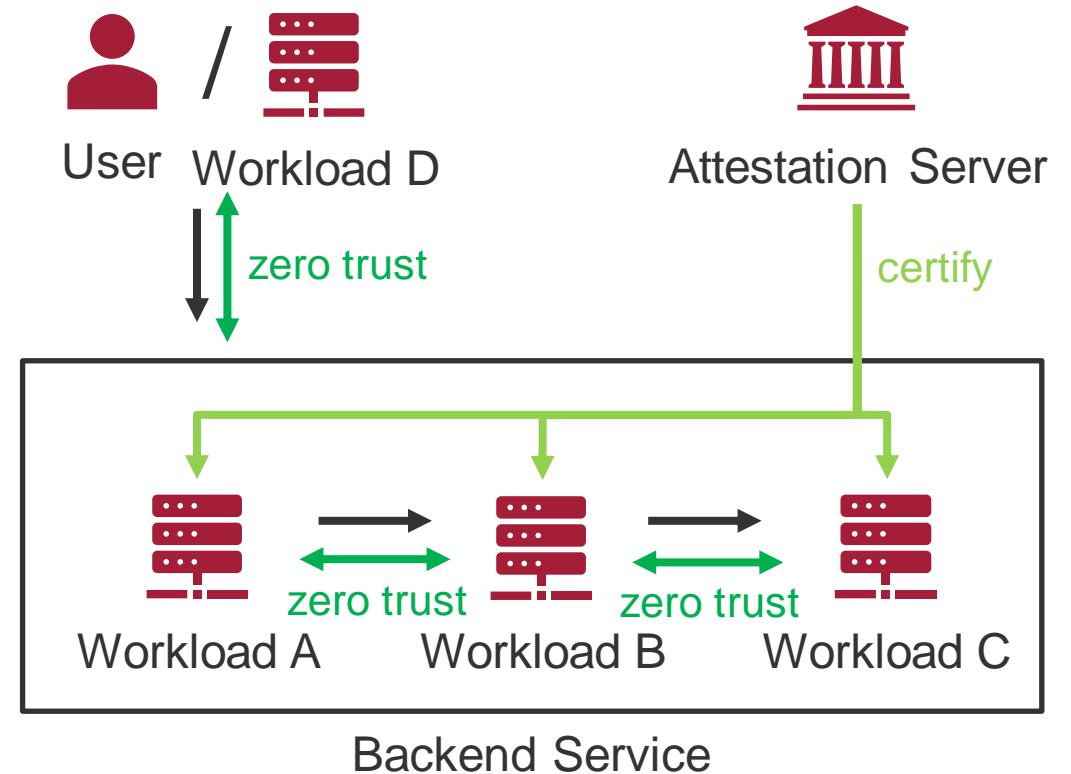 User
/
Workload D
Attestation Server
zero trust
certify
zero trust
zero trust
Workload A
Workload B
Workload C
Backend Service